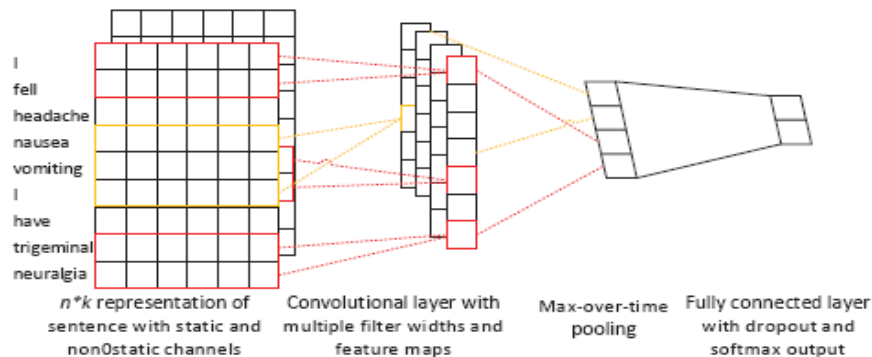 I
fell
headache
nausea
vomiting
I
have
trigeminal
neuralgia
n*k representation of
sentence with static and
non0static channels
Convolutional layer with
multiple filter widths and
feature maps
Max-over-time
pooling
Fully connected layer
with dropout and
softmax output